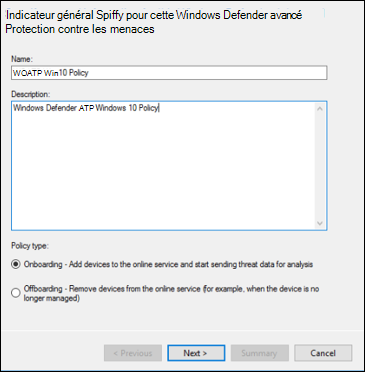 Indicateur général Spiffy pour cette Windows Defender avancé
Protection contre les menaces
Name:
WOATP Win10 Policy
Description:
Windows Defender ATP Windows 10 Policy
Policy type:
Onboarding - Add devices to the online service and start sending threat data for analysis
Offboarding - Remove devices from the online service (for example, when the device is no
longer managed)
< Previous
Next >
Summary
Cancel